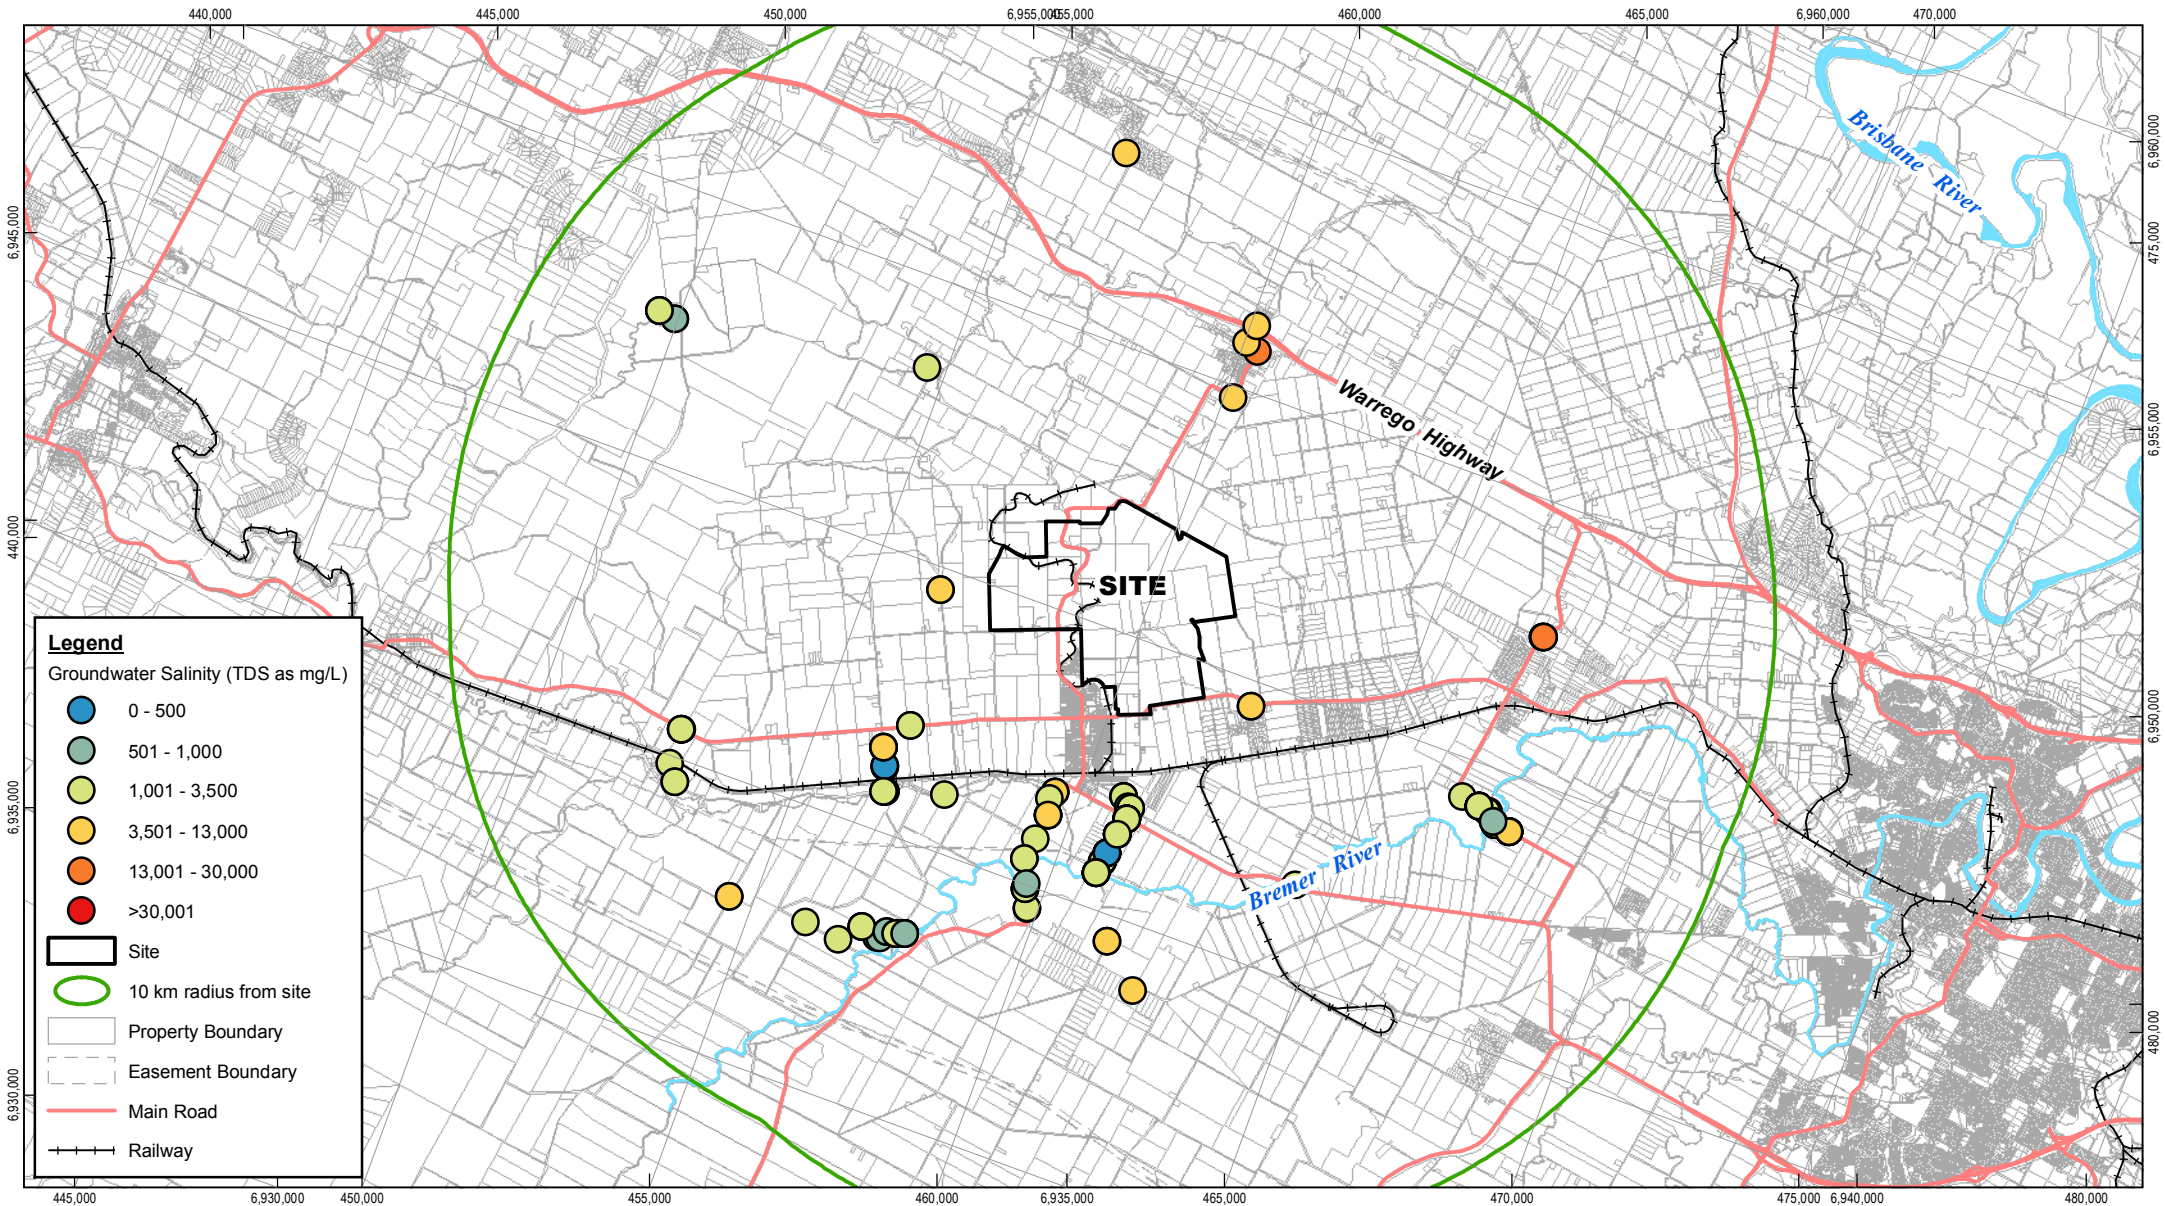 440,000
445,000
450,000
6,955,000
455,000
460,000
465,000
6,960,000
470,000
6,945,000
440,000
6,935,000
6,930,000
6,960,000
475,000
6,955,000
6,950,000
480,000
Brisbane River
Warrego Highway
SITE
Bremer River
Legend
Groundwater Salinity (TDS as mg/L)
0 - 500
501 - 1,000
1,001 - 3,500
3,501 - 13,000
13,001 - 30,000
>30,001
Site
10 km radius from site
Property Boundary
Easement Boundary
Main Road
Railway
445,000
6,930,000
450,000
455,000
460,000
6,935,000
465,000
470,000
475,000
6,940,000
480,000